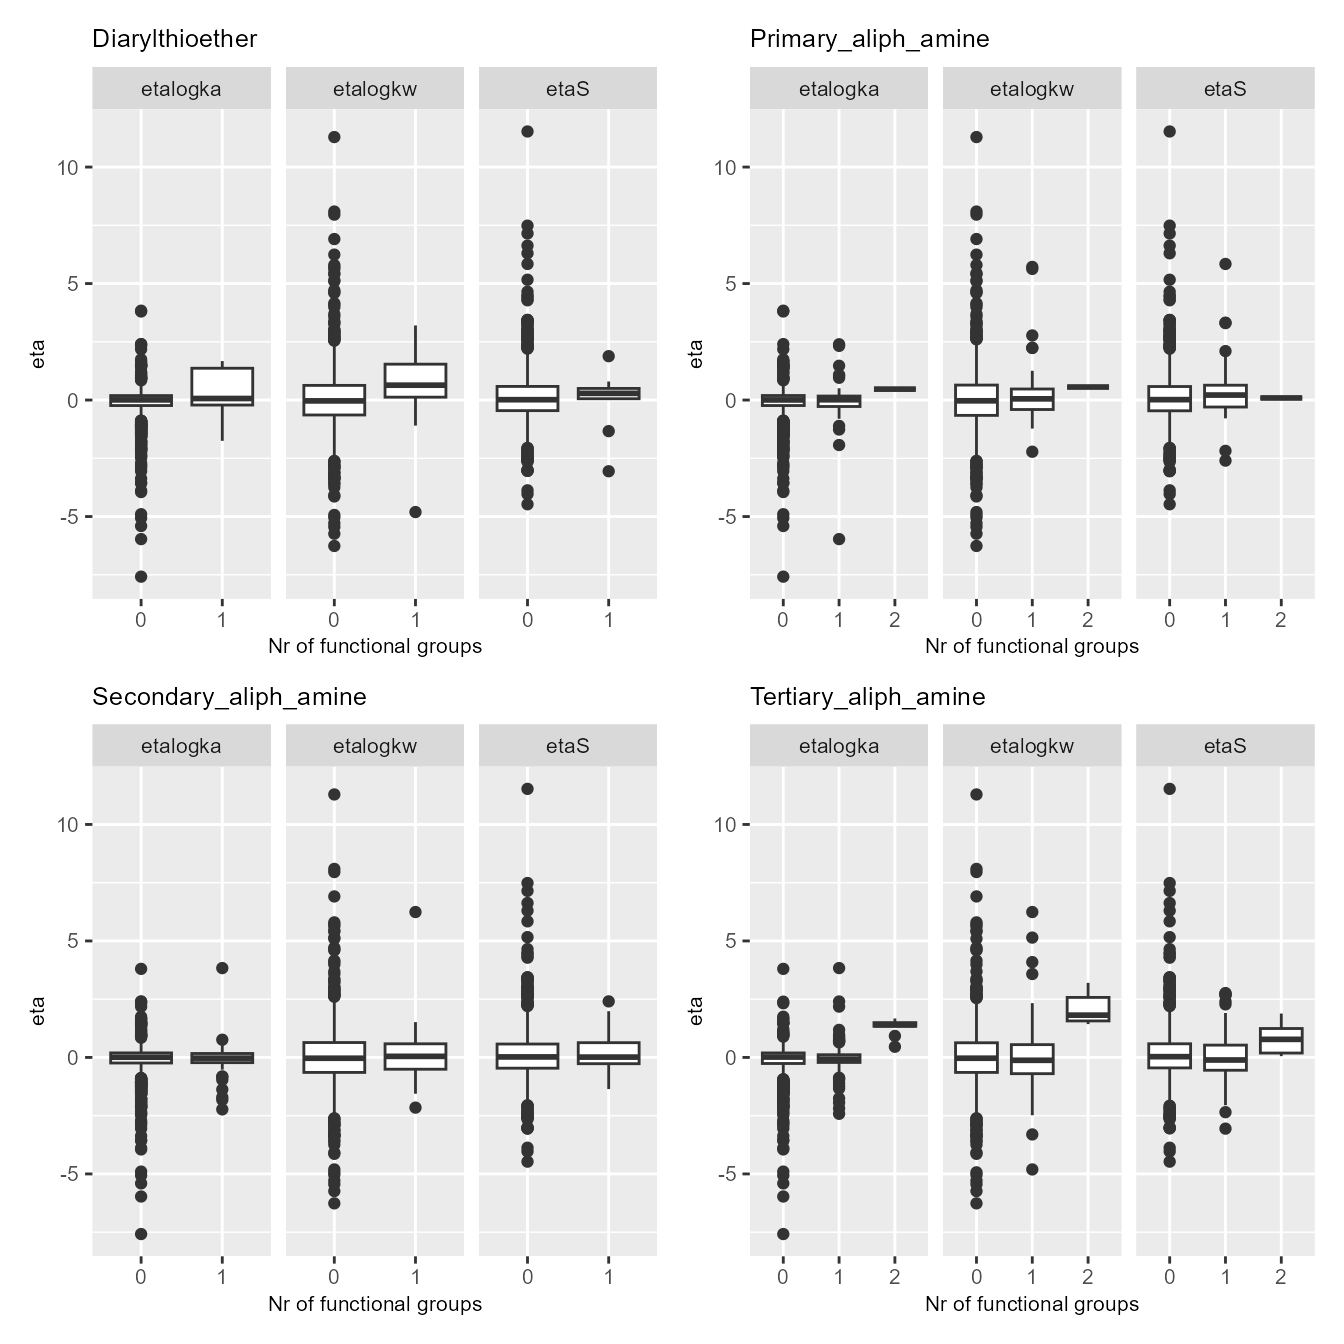 Diarylthioether
etalogka etalogkw etaS
10
5
0
-5
eta
0 1 0 1 0 1
Nr of functional groups
Primary_aliph_amine
etalogka etalogkw etaS
10
5
0
-5
eta
0 1 2 0 1 2 0 1 2
Nr of functional groups
Secondary_aliph_amine
etalogka etalogkw etaS
10
5
0
-5
eta
0 1 0 1 0 1
Nr of functional groups
Tertiary_aliph_amine
etalogka etalogkw etaS
10
5
0
-5
eta
0 1 2 0 1 2 0 1 2
Nr of functional groups